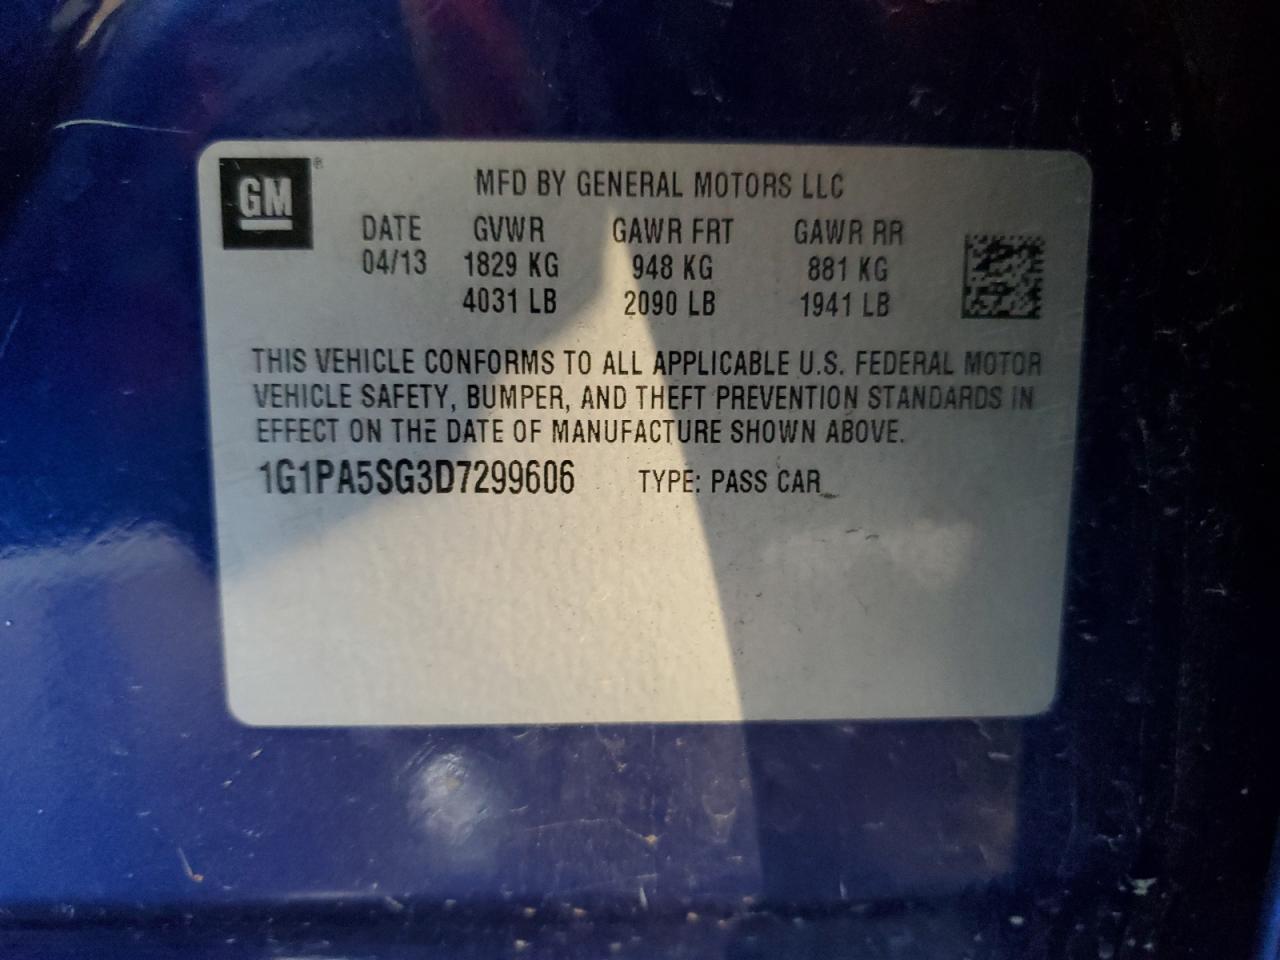 GM®
MFD BY GENERAL MOTORS LLC
DATE GVWR GAWR FRT GAWR RR
04/13 1829 KG 948 KG 881 KG
4031 LB 2090 LB 1941 LB
THIS VEHICLE CONFORMS TO ALL APPLICABLE U.S. FEDERAL MOTOR
VEHICLE SAFETY, BUMPER, AND THEFT PREVENTION STANDARDS IN
EFFECT ON THE DATE OF MANUFACTURE SHOWN ABOVE.
1G1PA5SG3D7299606 TYPE: PASS CAR